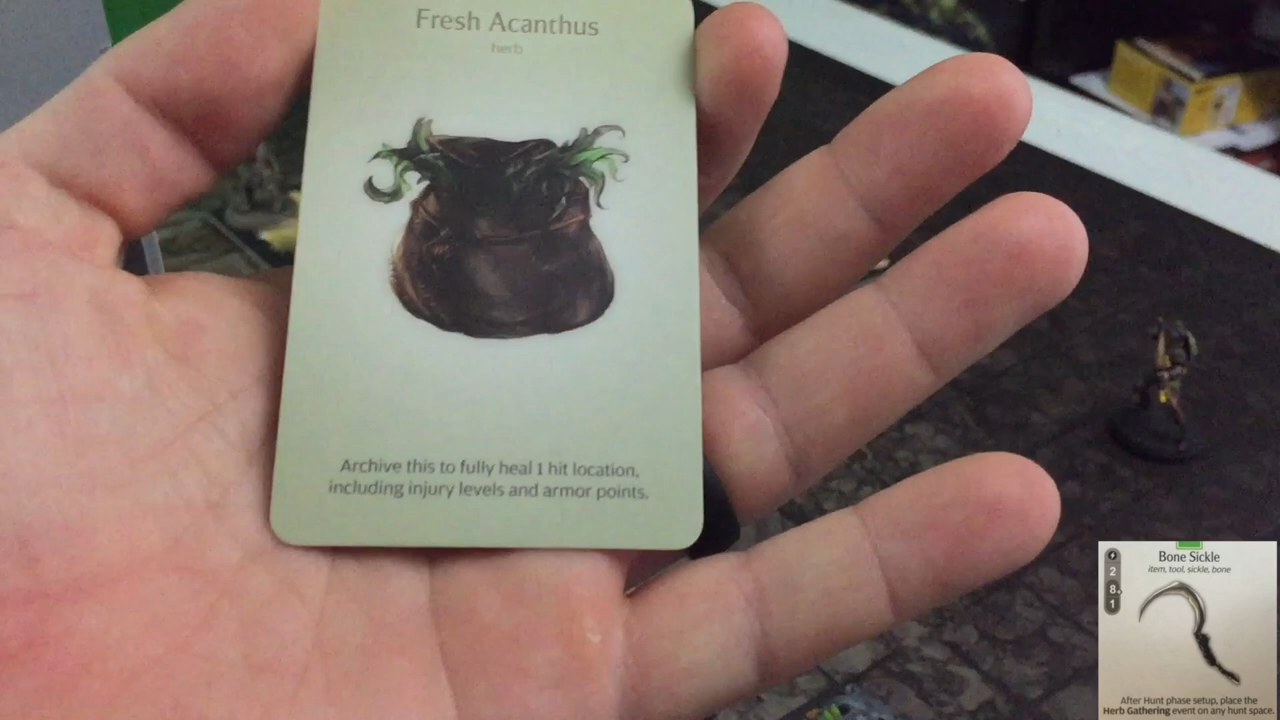 Fresh Acanthus
herb
Archive this to fully heal 1 hit location,
including injury levels and armor points.
Bone Sickle
item, tool, sickle, bone
2
8
1
After Hunt phase setup, place the
Herb Gathering event on any hunt space.